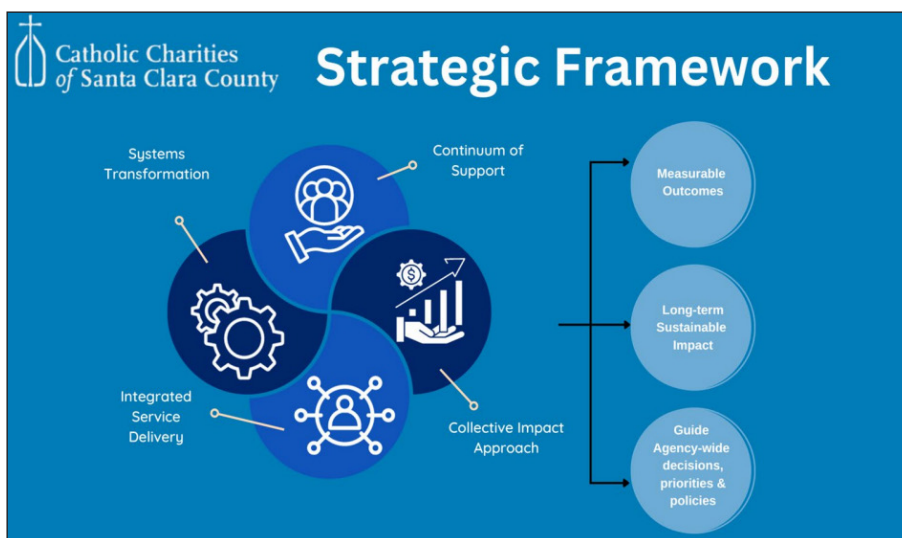 Catholic Charities
of Santa Clara County
Strategic Framework
Systems
Transformation
Continuum of
Support
Integrated
Service
Delivery
Collective Impact
Approach
$
Measurable
Outcomes
Long-term
Sustainable
Impact
Guide
Agency-wide
decisions,
priorities &
policies